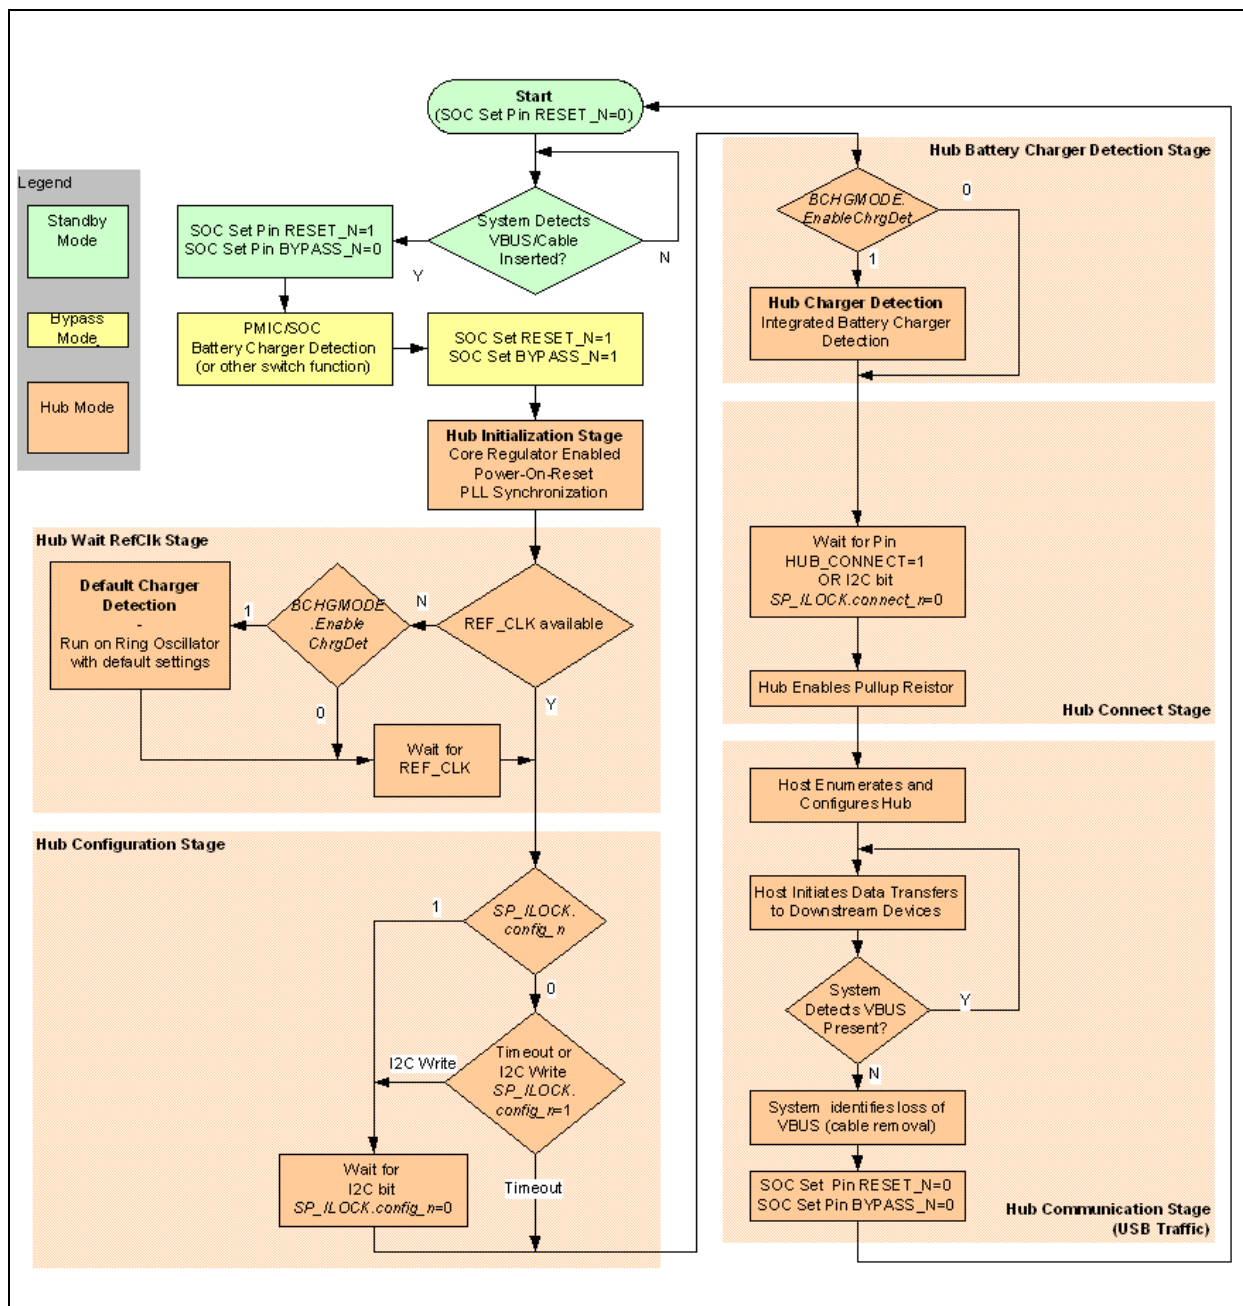 Start
(SOC Set Pin RESET_N=0)
Legend
Standby
Mode
Bypass
Mode
Hub Mode
System Detects
VBUS/Cable
Inserted?
N
Y
SOC Set Pin RESET_N=1
SOC Set Pin BYPASS_N=0
PMIC/SOC
Battery Charger Detection
(or other switch function)
SOC Set RESET_N=1
SOC Set BYPASS_N=1
Hub Initialization Stage
Core Regulator Enabled
Power-On-Reset
PLL Synchronization
Hub Wait RefClk Stage
REF_CLK available
N
Y
BCHGMODE
.Enable
ChrgDet
1
0
Default Charger
Detection
-
Run on Ring Oscillator
with default settings
Wait for
REF_CLK
Hub Configuration Stage
SP_ILOCK.
config_n
1
0
Timeout or
I2C Write
SP_ILOCK.
config_n=1
I2C Write
Timeout
Wait for
I2C bit
SP_ILOCK.config_n=0
Hub Battery Charger Detection Stage
BCHGMODE.
EnableChrgDet
0
1
Hub Charger Detection
Integrated Battery Charger
Detection
Wait for Pin
HUB_CONNECT=1
OR I2C bit
SP_ILOCK.connect_n=0
Hub Enables Pullup Reistor
Hub Connect Stage
Host Enumerates and
Configures Hub
Host Initiates Data Transfers
to Downstream Devices
System
Detects VBUS
Present?
Y
N
System identifies loss of
VBUS (cable removal)
SOC Set Pin RESET_N=0
SOC Set Pin BYPASS_N=0
Hub Communication Stage
(USB Traffic)